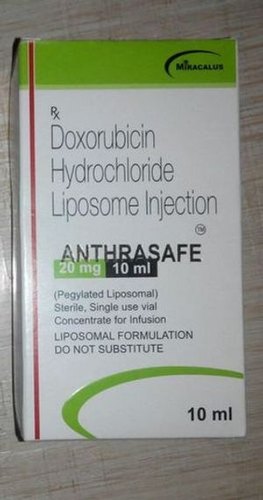 MIRACALUS
Rx
Doxorubicin
Hydrochloride
Liposome Injection
ANTHRASAFE TM
20 mg 10 ml
(Pegylated Liposomal)
Sterile, Single use vial
Concentrate for Infusion
LIPOSOMAL FORMULATION
DO NOT SUBSTITUTE
10 ml